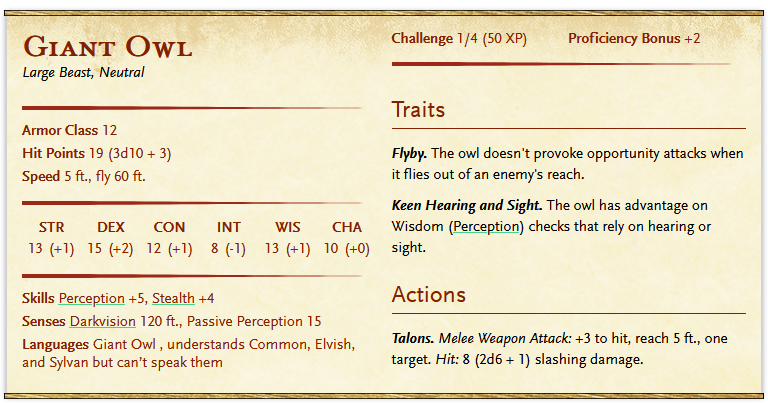 Giant Owl
Large Beast, Neutral
Armor Class 12
Hit Points 19 (3d10 + 3)
Speed 5 ft., fly 60 ft.
STR DEX CON INT WIS CHA
13 (+1) 15 (+2) 12 (+1) 8 (-1) 13 (+1) 10 (+0)
Skills Perception +5, Stealth +4
Senses Darkvision 120 ft., Passive Perception 15
Languages Giant Owl , understands Common, Elvish,
and Sylvan but can't speak them
Challenge 1/4 (50 XP) Proficiency Bonus +2
Traits
Flyby. The owl doesn't provoke opportunity attacks when
it flies out of an enemy's reach.
Keen Hearing and Sight. The owl has advantage on
Wisdom (Perception) checks that rely on hearing or
sight.
Actions
Talons. Melee Weapon Attack: +3 to hit, reach 5 ft., one
target. Hit: 8 (2d6 + 1) slashing damage.